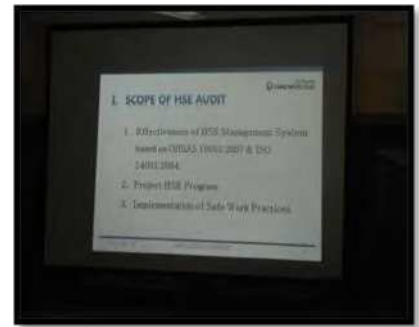 1. SCOPE OF HSE AUDIT
1. Effectiveness of HSE Management System
based on OHSAS 18001:2007 & ISO
14001:2004.
2. Project HSE Program
3. Implementation of Safe Work Practices